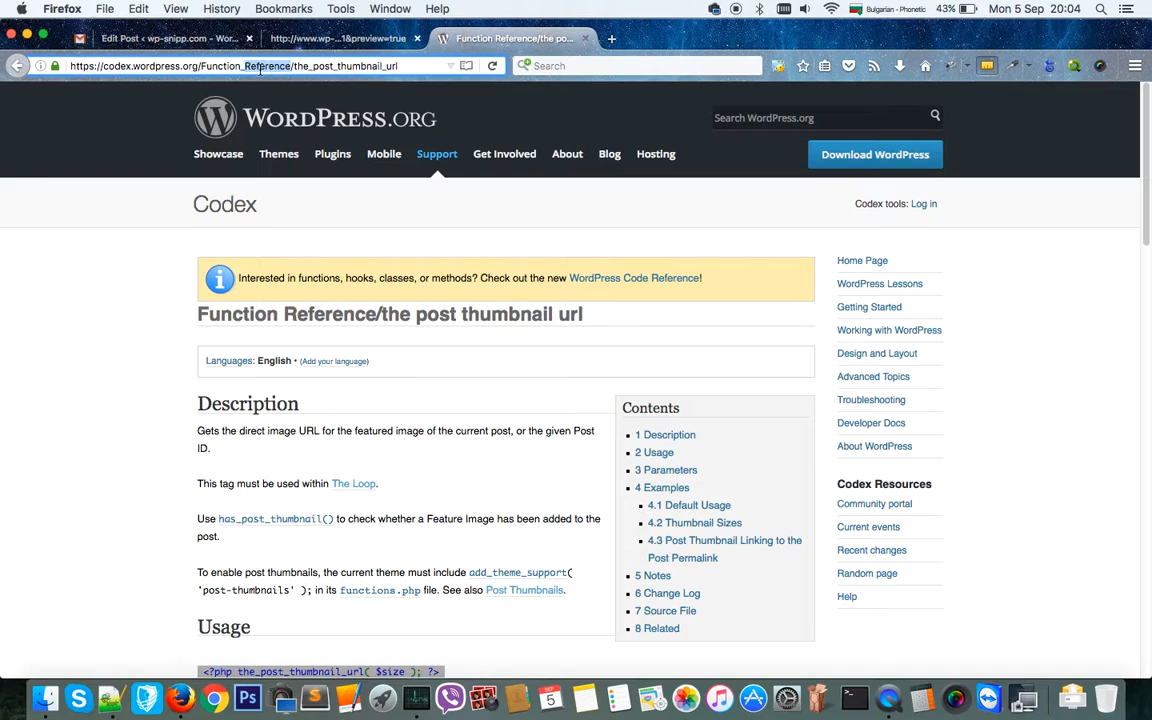 Firefox File Edit View History Bookmarks Tools Window Help Bulgarian - Phonetic 43% Mon 5 Sep 20:04
Edit Post ‹ wp-snipp.com - Wor... × http://www.wp-...1&preview=true × Function Reference/the po... × +
https://codex.wordpress.org/Function_Reference/the_post_thumbnail_url Search
WORDPRESS.ORG
Search WordPress.org
Showcase Themes Plugins Mobile Support Get Involved About Blog Hosting
Download WordPress
Codex
Codex tools: Log in
Interested in functions, hooks, classes, or methods? Check out the new WordPress Code Reference!
Function Reference/the post thumbnail url
Languages: English • (Add your language)
Description
Gets the direct image URL for the featured image of the current post, or the given Post
ID.
This tag must be used within The Loop.
Use has_post_thumbnail() to check whether a Feature Image has been added to the
post.
To enable post thumbnails, the current theme must include add_theme_support(
'post-thumbnails' ); in its functions.php file. See also Post Thumbnails.
Usage
<?php the_post_thumbnail_url( $size ); ?>
Contents
1 Description
2 Usage
3 Parameters
4 Examples
4.1 Default Usage
4.2 Thumbnail Sizes
4.3 Post Thumbnail Linking to the
Post Permalink
5 Notes
6 Change Log
7 Source File
8 Related
Home Page
WordPress Lessons
Getting Started
Working with WordPress
Design and Layout
Advanced Topics
Troubleshooting
Developer Docs
About WordPress
Codex Resources
Community portal
Current events
Recent changes
Random page
Help